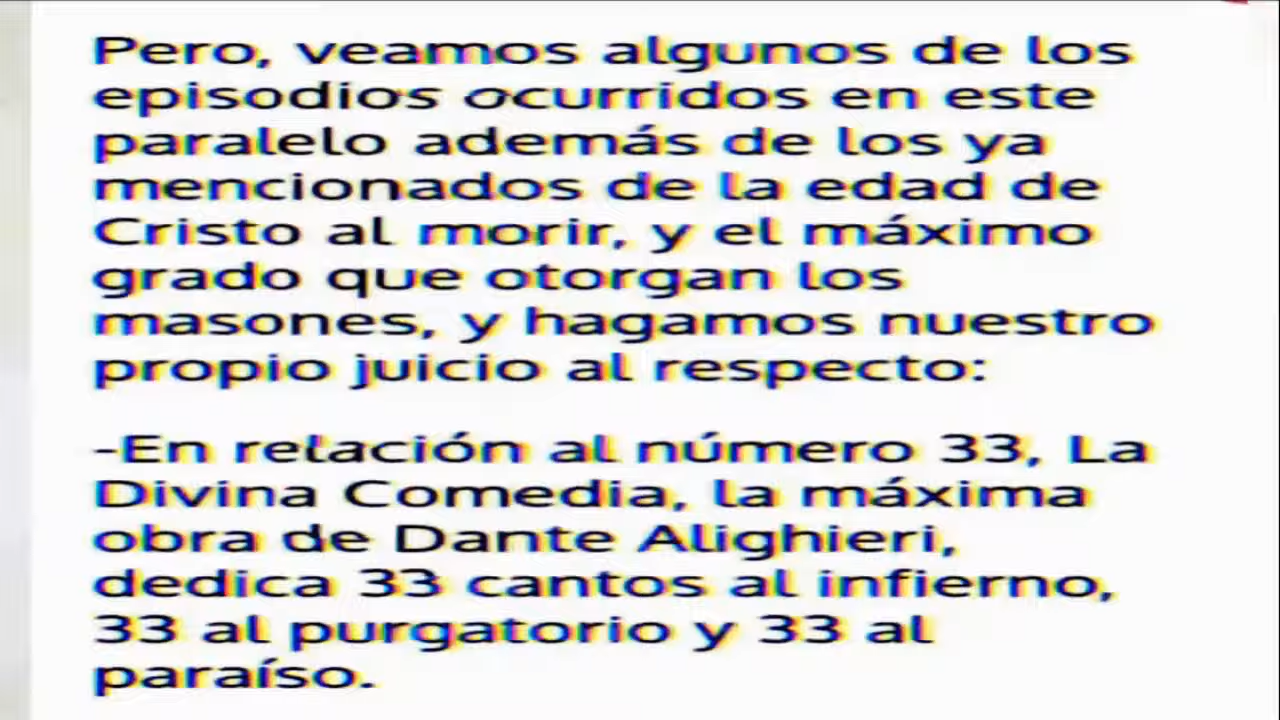 Pero, veamos algunos de los
episodios ocurridos en este
paralelo además de los ya
mencionados de la edad de
Cristo al morir, y el máximo
grado que otorgan los
masones, y hagamos nuestro
propio juicio al respecto:
-En relación al número 33, La
Divina Comedia, la máxima
obra de Dante Alighieri,
dedica 33 cantos al infierno,
33 al purgatorio y 33 al
paraíso.